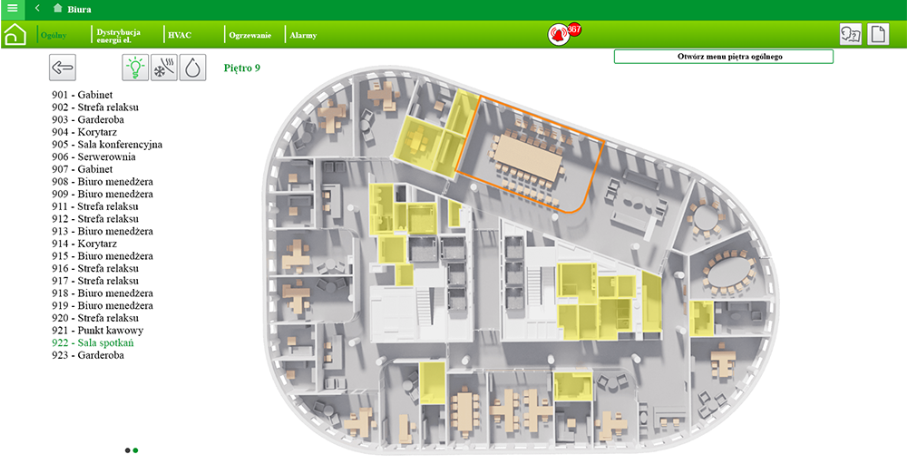 Biura
Ogólny
Dystrybucja
energii el.
HVAC
Ogrzewanie
Alarmy
Otwórz menu piętra ogólnego
Piętro 9
901 - Gabinet
902 - Strefa relaksu
903 - Garderoba
904 - Korytarz
905 - Sala konferencyjna
906 - Serwerownia
907 - Gabinet
908 - Biuro menedżera
909 - Biuro menedżera
911 - Strefa relaksu
912 - Strefa relaksu
913 - Biuro menedżera
914 - Korytarz
915 - Biuro menedżera
916 - Strefa relaksu
917 - Strefa relaksu
918 - Biuro menedżera
919 - Biuro menedżera
920 - Strefa relaksu
921 - Punkt kawowy
922 - Sala spotkań
923 - Garderoba